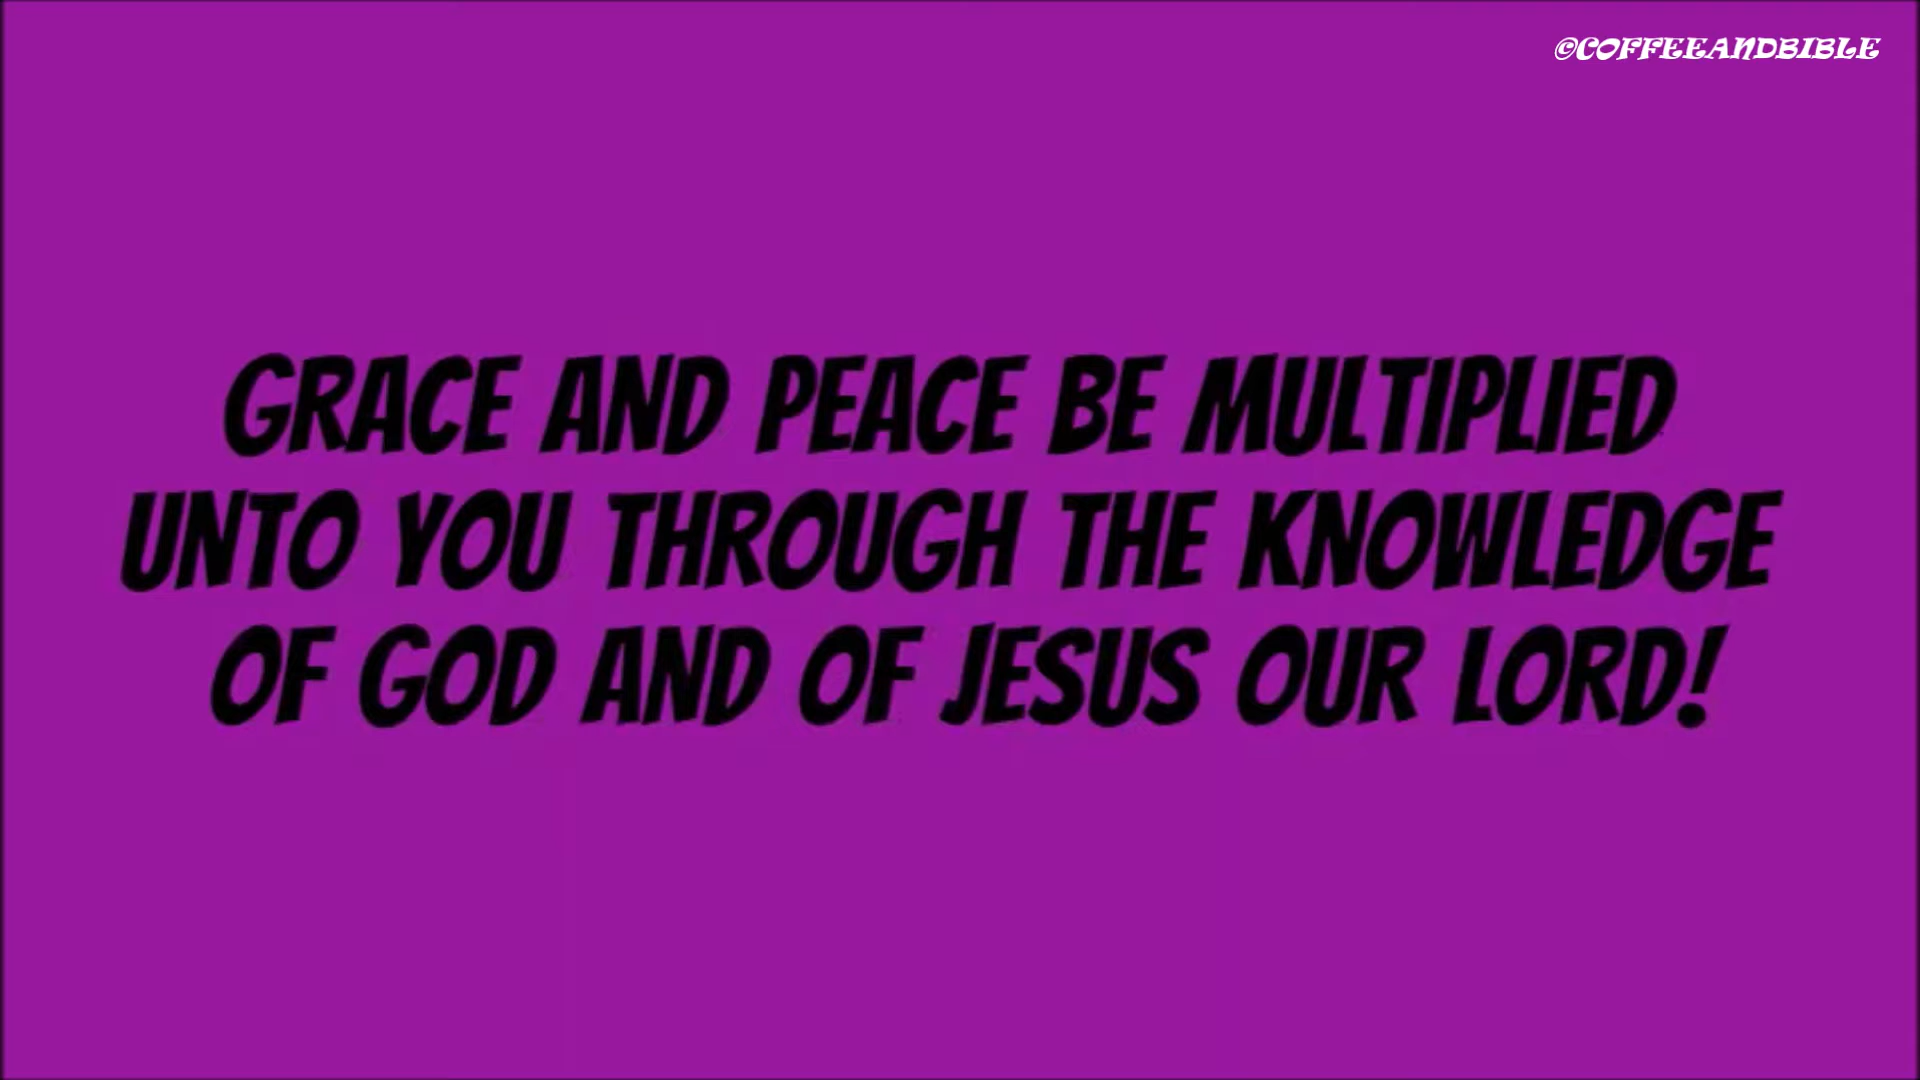 ©COFFEEANDBIBLE
GRACE AND PEACE BE MULTIPLIED
UNTO YOU THROUGH THE KNOWLEDGE
OF GOD AND OF JESUS OUR LORD!